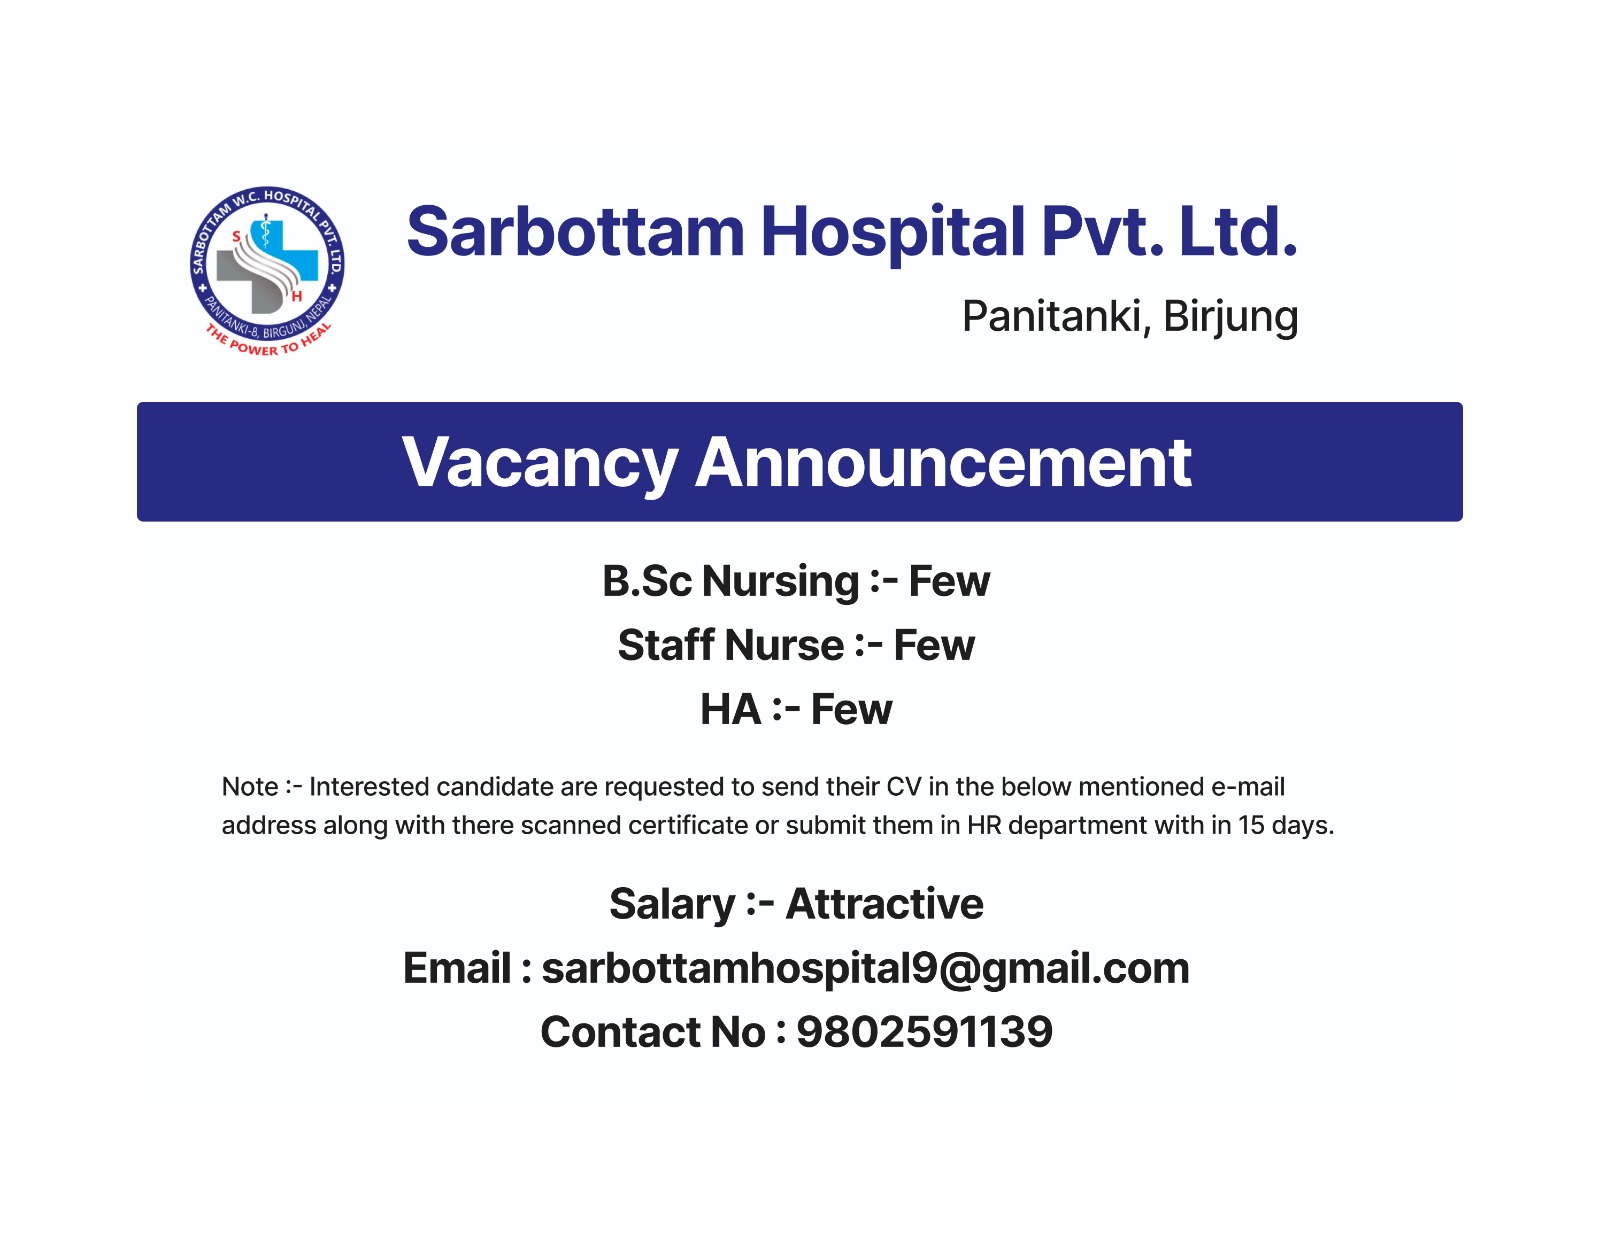 SARBOTTAM W.C. HOSPITAL PVT. LTD.
S
H
PANITANKI-8, BIRGUNJ, NEPAL
THE POWER TO HEAL
Sarbottam Hospital Pvt. Ltd.
Panitanki, Birjung
Vacancy Announcement
B.Sc Nursing :- Few
Staff Nurse :- Few
HA :- Few
Note :- Interested candidate are requested to send their CV in the below mentioned e-mail
address along with there scanned certificate or submit them in HR department with in 15 days.
Salary :- Attractive
Email : sarbottamhospital9@gmail.com
Contact No : 9802591139